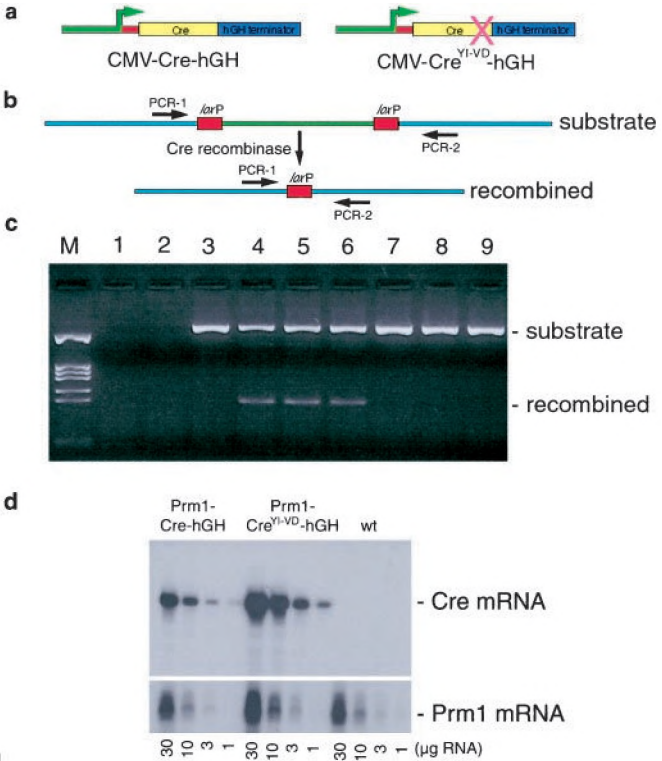 a
Cre hGH terminator Cre hGH terminator
CMV-Cre-hGH CMV-Cre^YI-VD-hGH
b
PCR-1 loxP loxP
substrate
Cre recombinase PCR-2
PCR-1 loxP
recombined
PCR-2
c
M 1 2 3 4 5 6 7 8 9
- substrate
- recombined
d
Prm1- Prm1-
Cre-hGH Cre^YI-VD-hGH wt
- Cre mRNA
- Prm1 mRNA
30 10 3 1 30 10 3 1 30 10 3 1 (µg RNA)